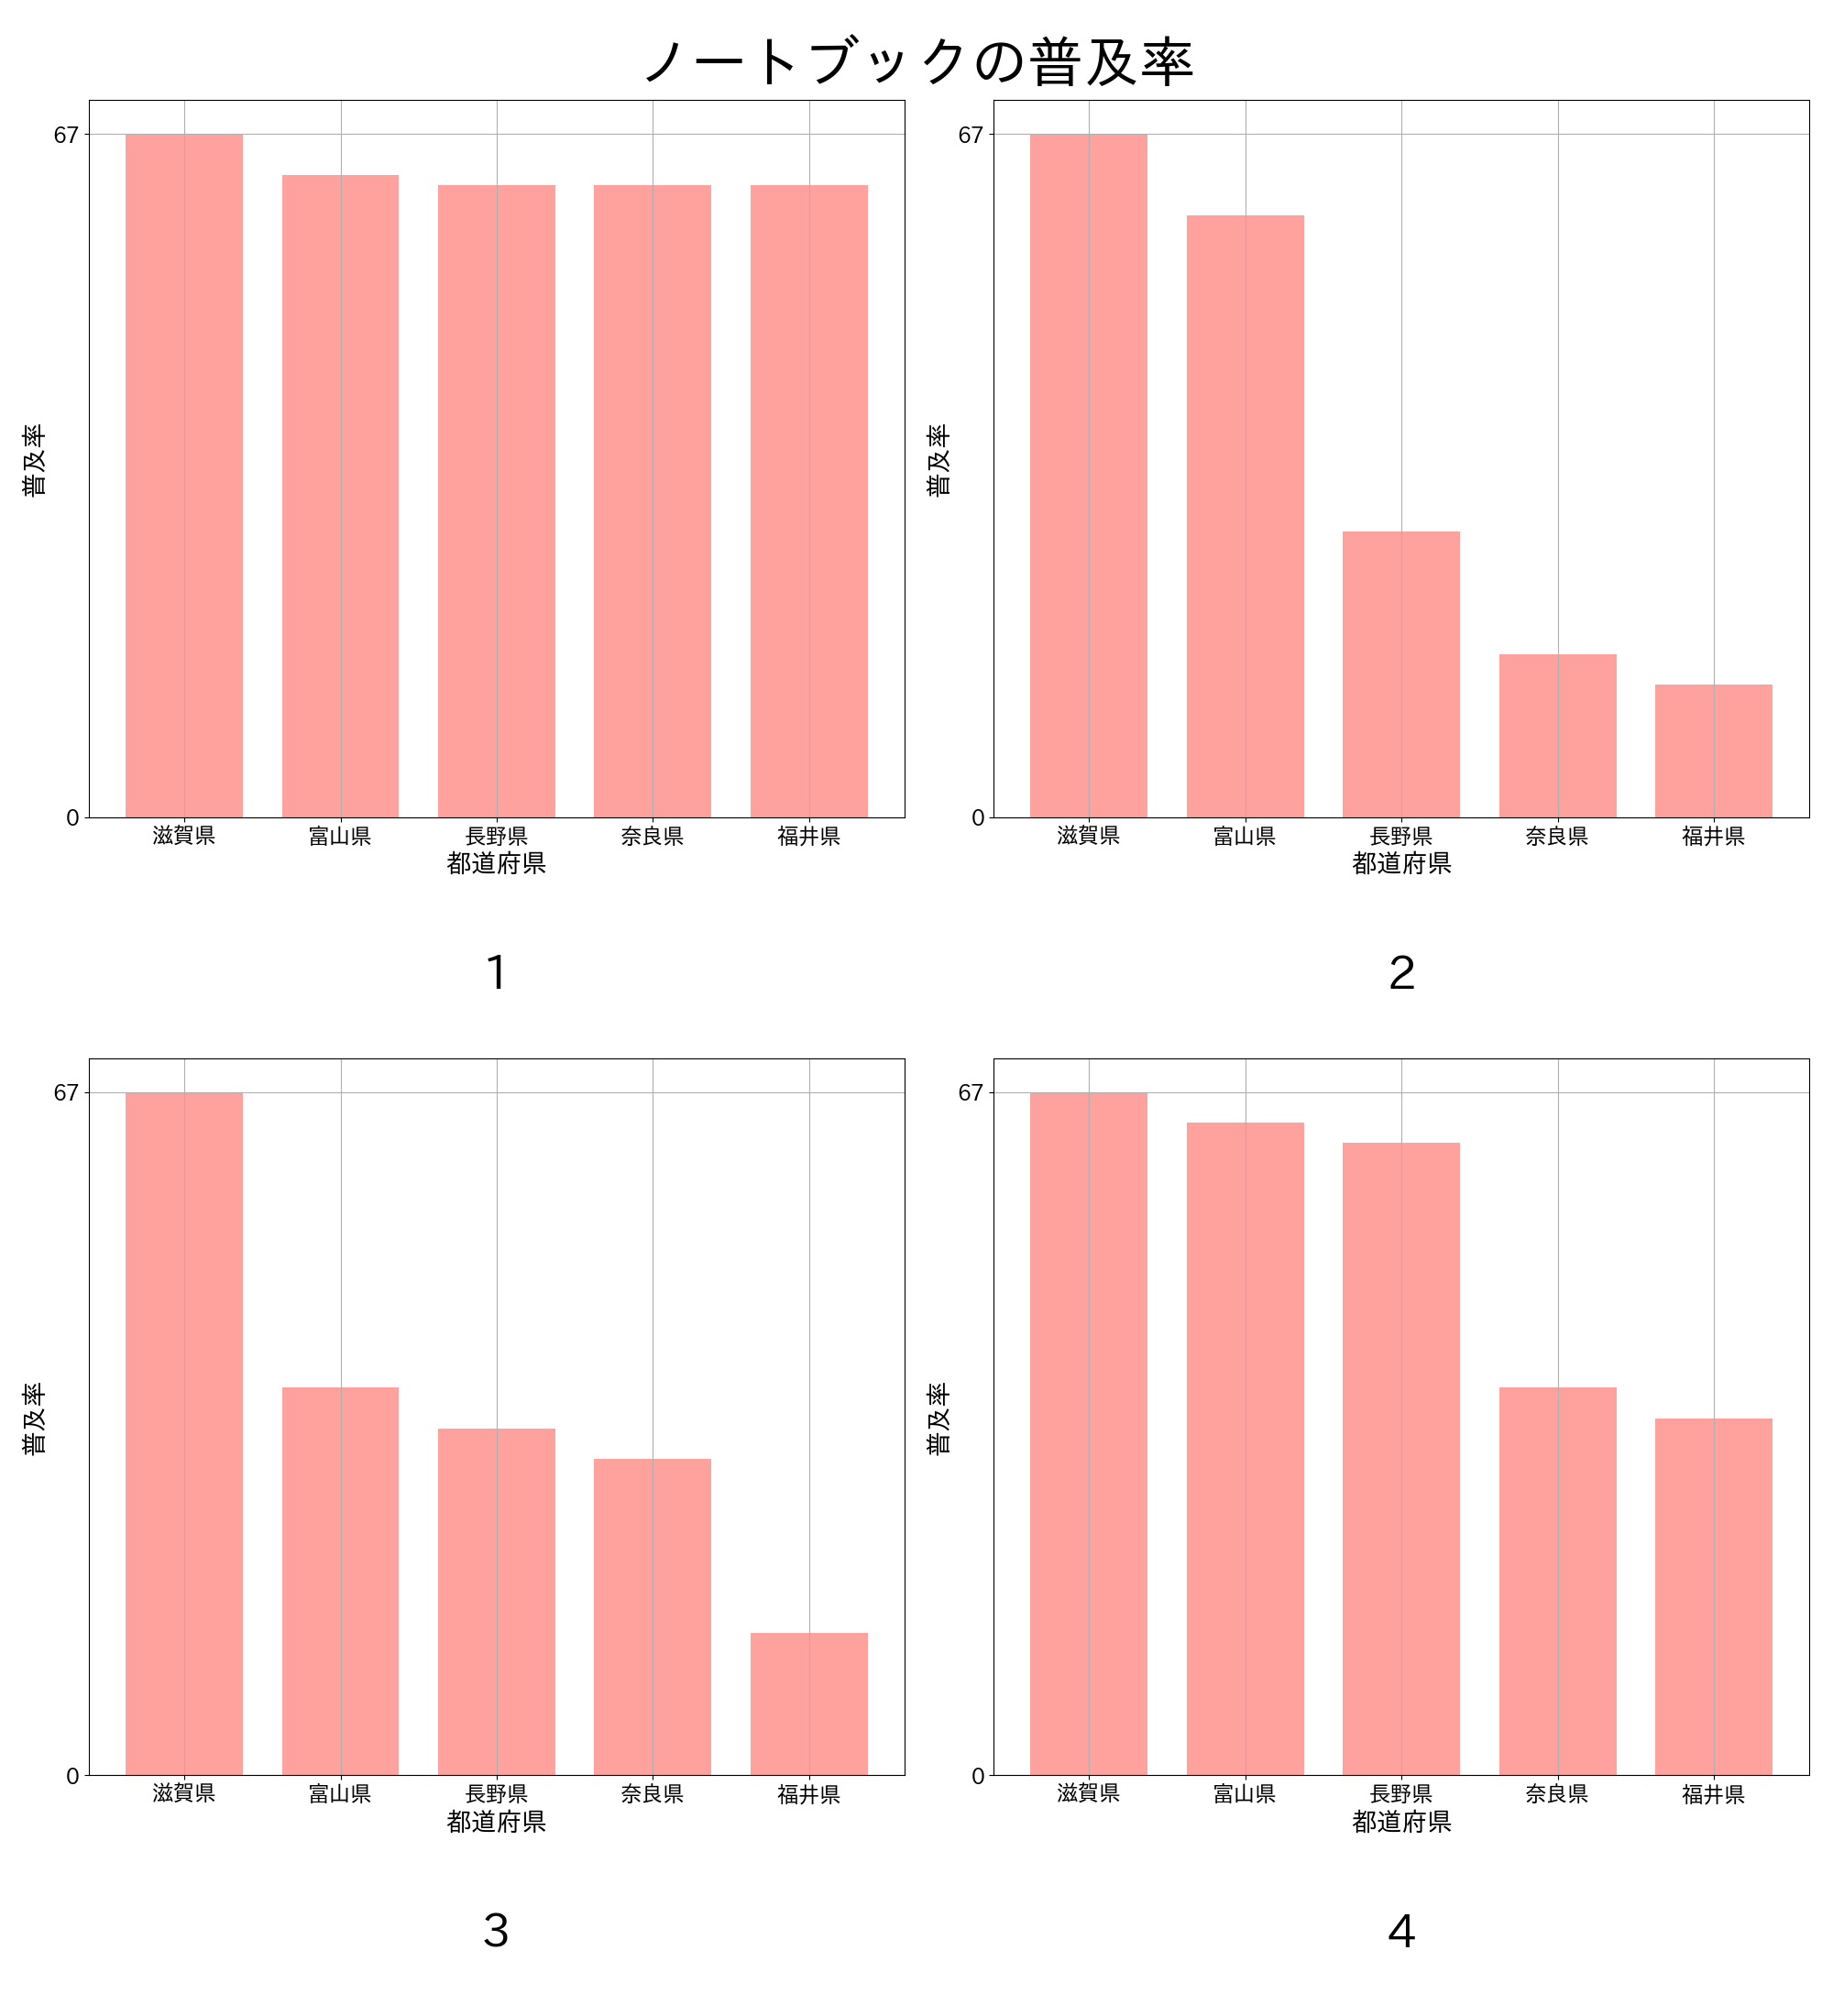 ノートブックの普及率
67
0
普及率
滋賀県 富山県 長野県 奈良県 福井県
都道府県
1
67
0
普及率
滋賀県 富山県 長野県 奈良県 福井県
都道府県
2
67
0
普及率
滋賀県 富山県 長野県 奈良県 福井県
都道府県
3
67
0
普及率
滋賀県 富山県 長野県 奈良県 福井県
都道府県
4